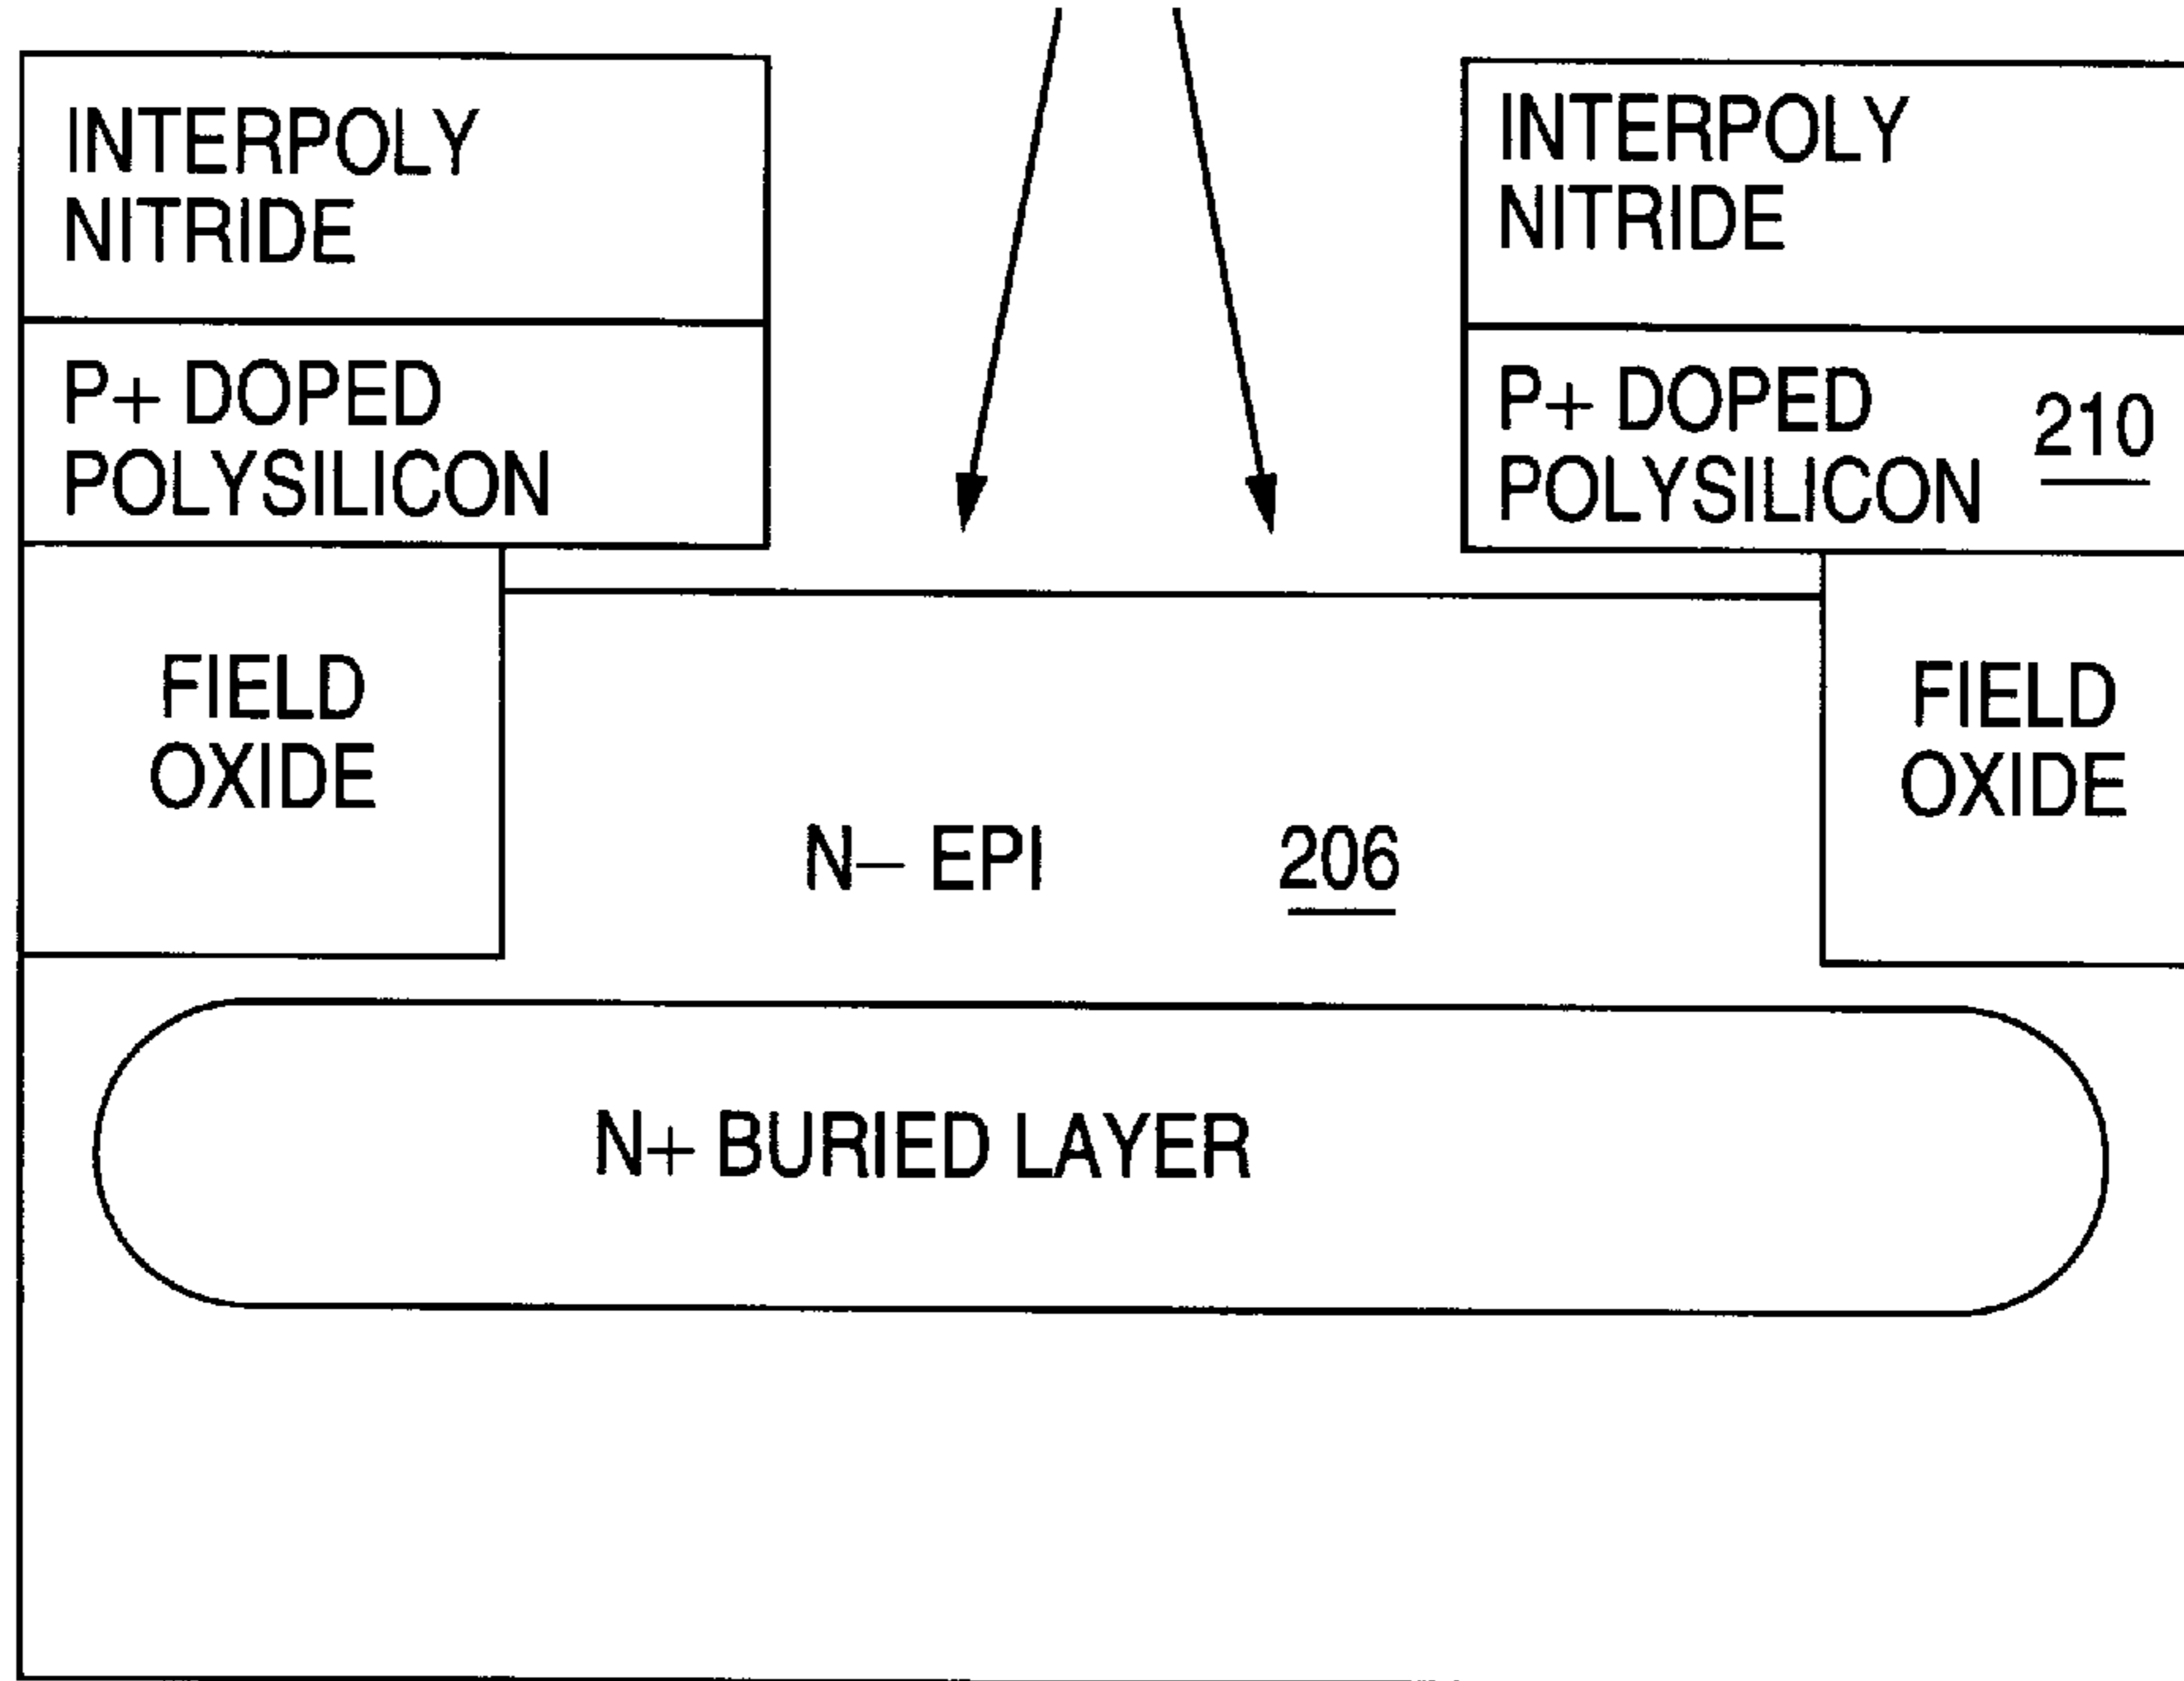 INTERPOLY
NITRIDE
INTERPOLY
NITRIDE
P+ DOPED
POLYSILICON
P+ DOPED
POLYSILICON 210
FIELD
OXIDE
FIELD
OXIDE
N– EPI 206
N+ BURIED LAYER